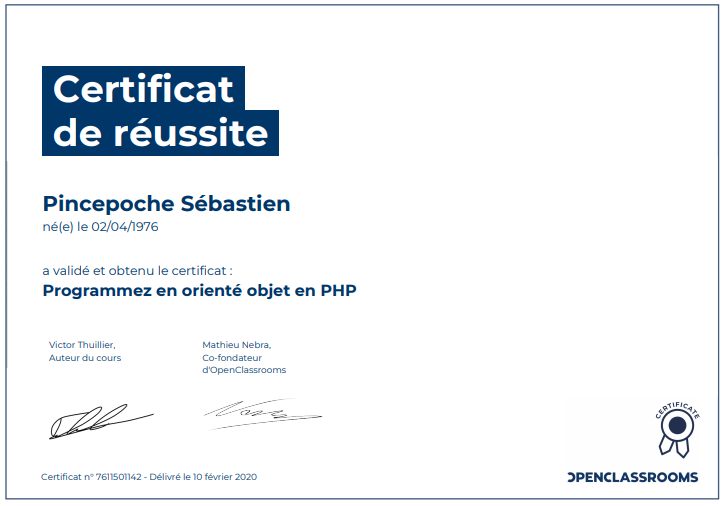 Certificat
de réussite
Pincepoche Sébastien
né(e) le 02/04/1976
a validé et obtenu le certificat :
Programmez en orienté objet en PHP
Victor Thuillier,
Auteur du cours
Mathieu Nebra,
Co-fondateur
d'OpenClassrooms
CERTIFICATE
OPENCLASSROOMS
Certificat n° 7611501142 - Délivré le 10 février 2020